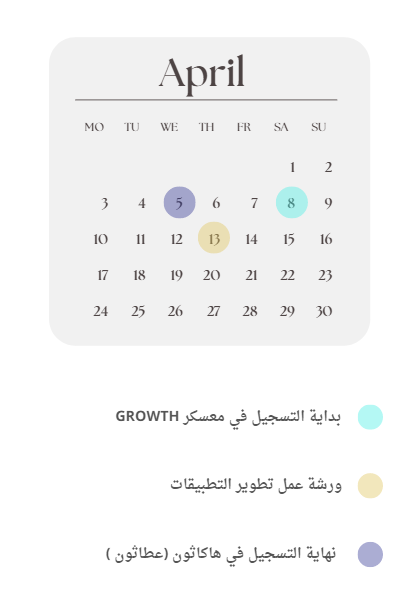 April
MO TU WE TH FR SA SU
1 2
3 4 5 6 7 8 9
10 11 12 13 14 15 16
17 18 19 20 21 22 23
24 25 26 27 28 29 30
بداية التسجيل في معسكر GROWTH
ورشة عمل تطوير التطبيقات
نهاية التسجيل في هاكاثون (عطاثون )